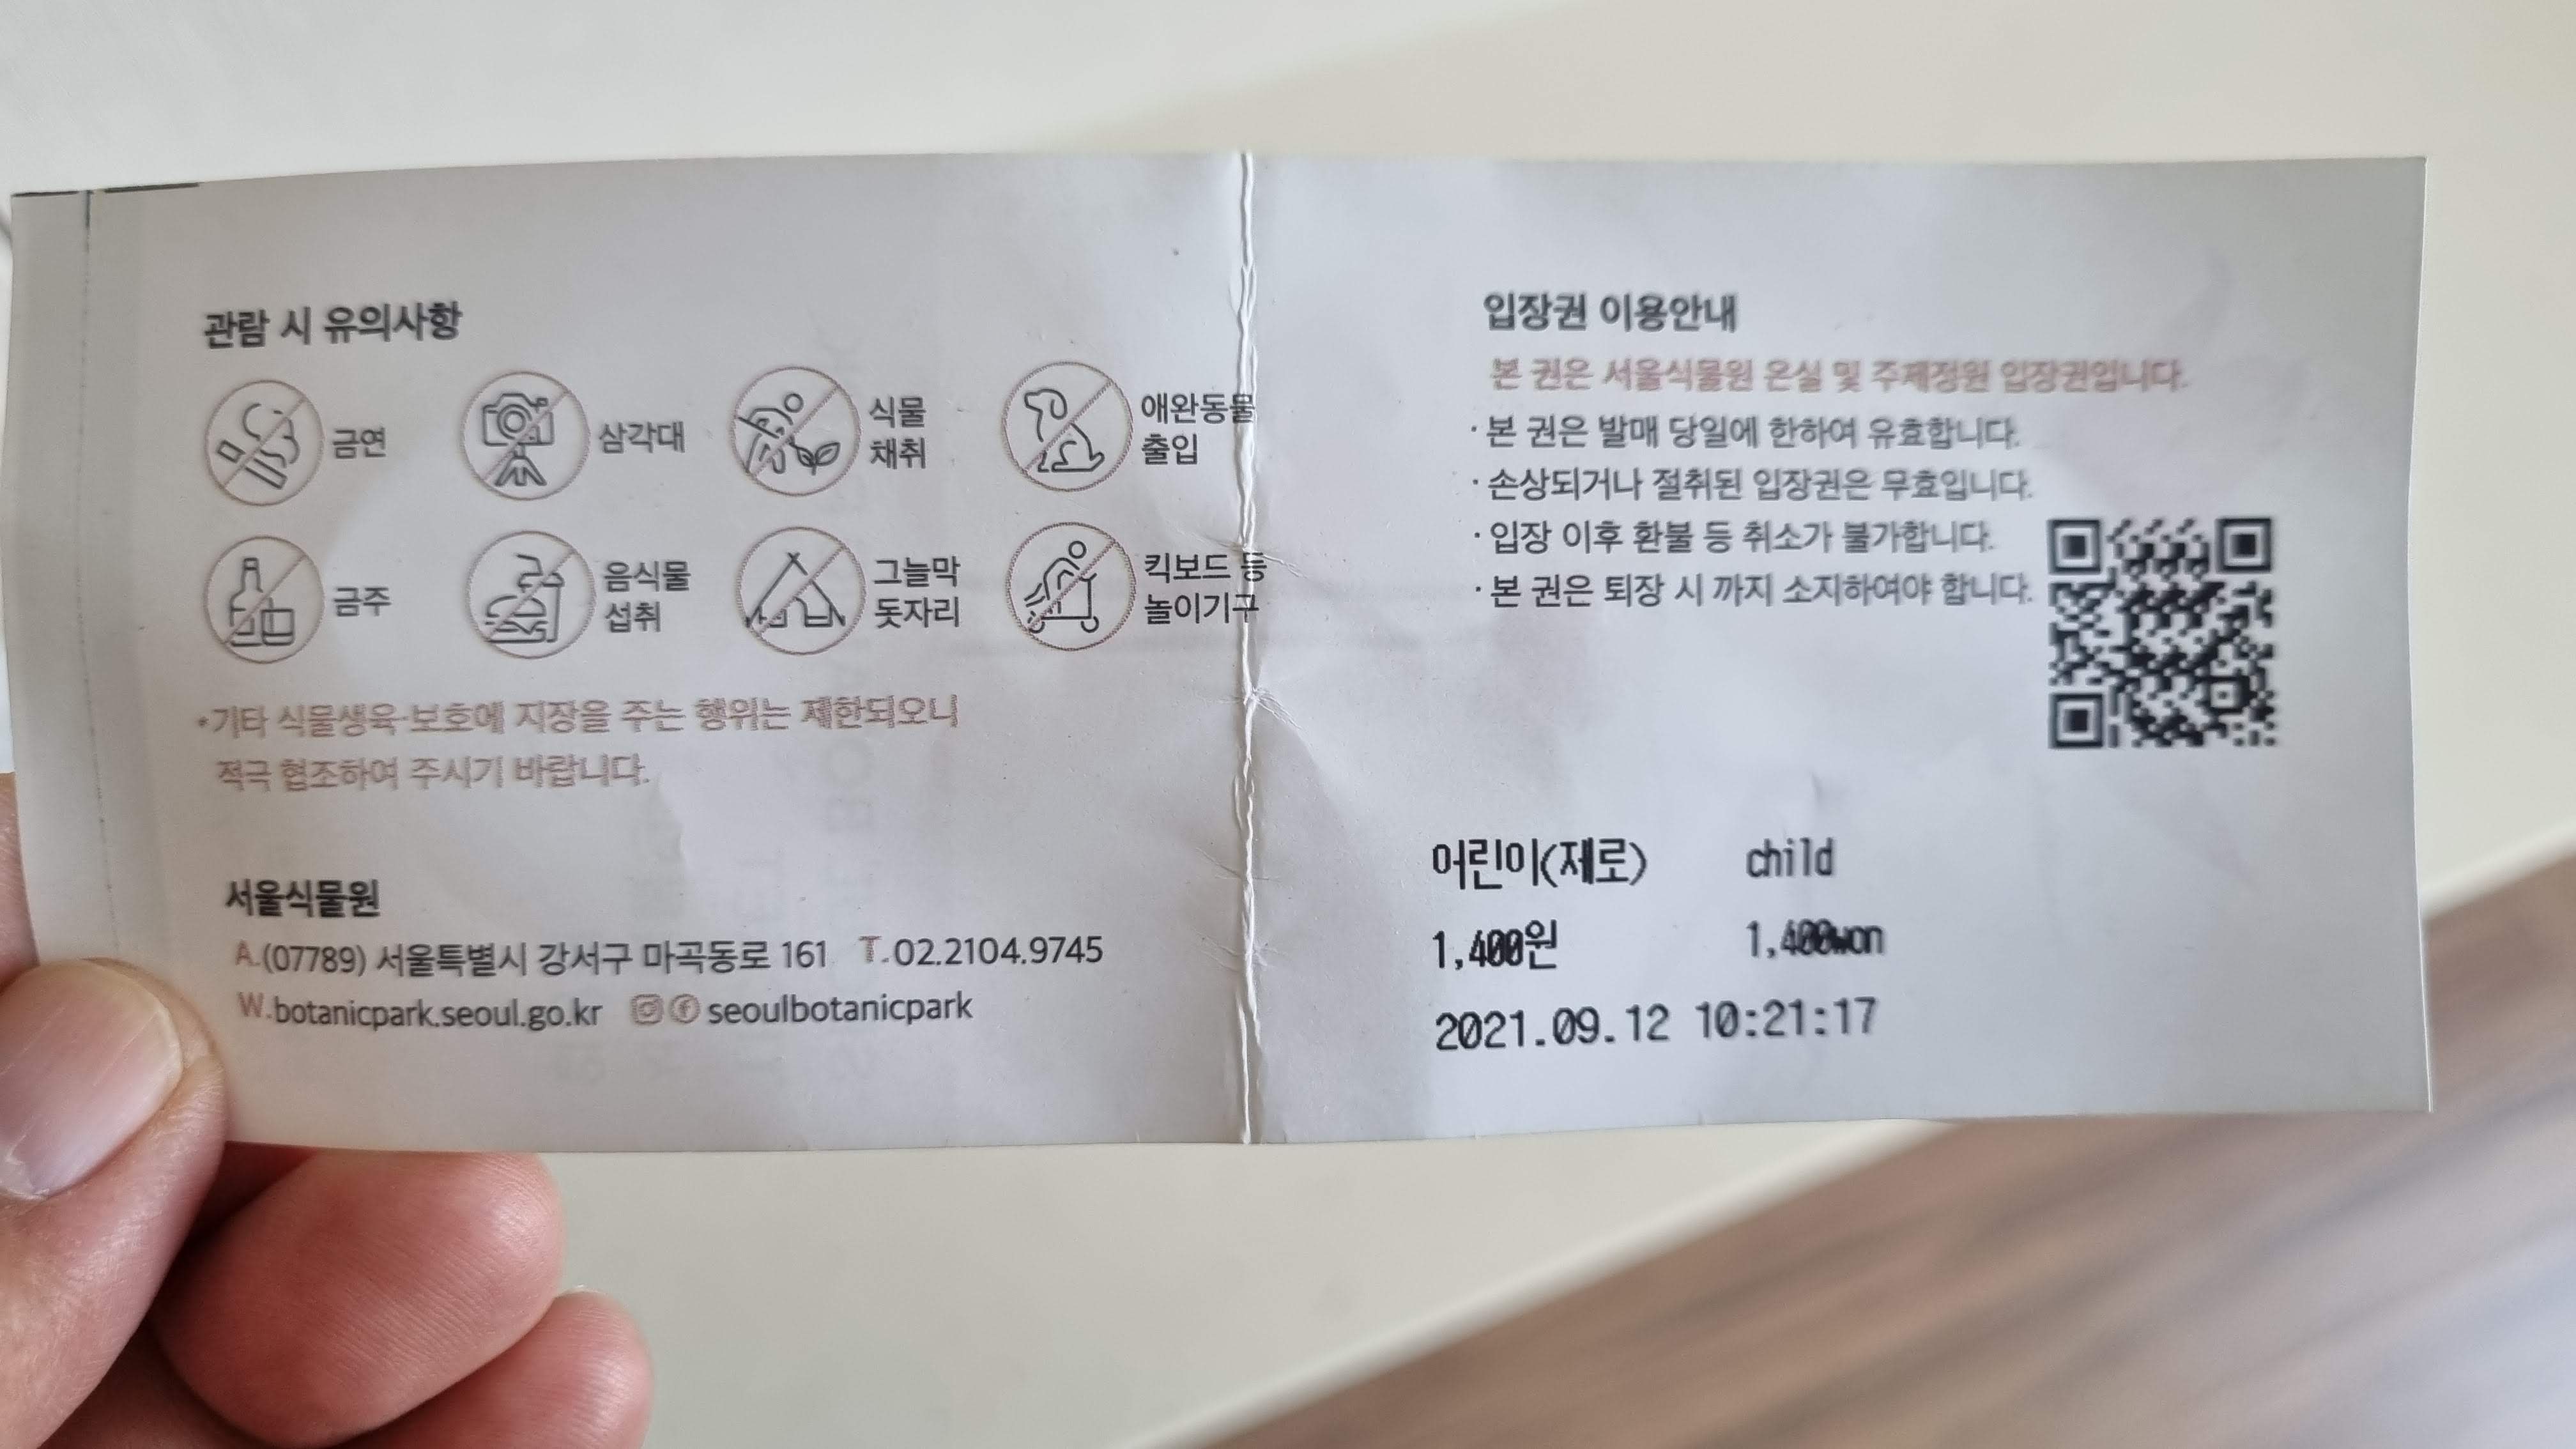 관람 시 유의사항
금연
삼각대
식물
채취
애완동물
출입
금주
음식물
섭취
그늘막
돗자리
킥보드 등
놀이기구
*기타 식물생육·보호에 지장을 주는 행위는 제한되오니
적극 협조하여 주시기 바랍니다.
서울식물원
A.(07789) 서울특별시 강서구 마곡동로 161 T.02.2104.9745
W.botanicpark.seoul.go.kr seoulbotanicpark
입장권 이용안내
본 권은 서울식물원 온실 및 주제정원 입장권입니다.
· 본 권은 발매 당일에 한하여 유효합니다.
· 손상되거나 절취된 입장권은 무효입니다.
· 입장 이후 환불 등 취소가 불가합니다.
· 본 권은 퇴장 시 까지 소지하여야 합니다.
어린이(제로) child
1,400원 1,400won
2021.09.12 10:21:17